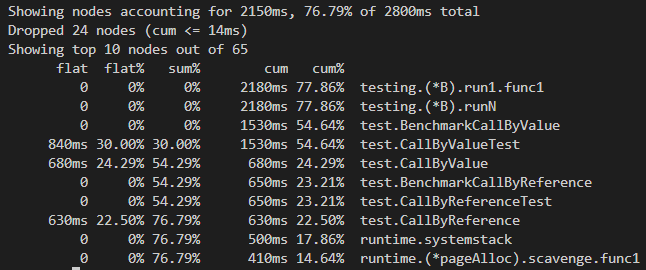 Showing nodes accounting for 2150ms, 76.79% of 2800ms total
Dropped 24 nodes (cum <= 14ms)
Showing top 10 nodes out of 65
flat flat% sum% cum cum%
0 0% 0% 2180ms 77.86% testing.(*B).run1.func1
0 0% 0% 2180ms 77.86% testing.(*B).runN
0 0% 0% 1530ms 54.64% test.BenchmarkCallByValue
840ms 30.00% 30.00% 1530ms 54.64% test.CallByValueTest
680ms 24.29% 54.29% 680ms 24.29% test.CallByValue
0 0% 54.29% 650ms 23.21% test.BenchmarkCallByReference
0 0% 54.29% 650ms 23.21% test.CallByReferenceTest
630ms 22.50% 76.79% 630ms 22.50% test.CallByReference
0 0% 76.79% 500ms 17.86% runtime.systemstack
0 0% 76.79% 410ms 14.64% runtime.(*pageAlloc).scavenge.func1